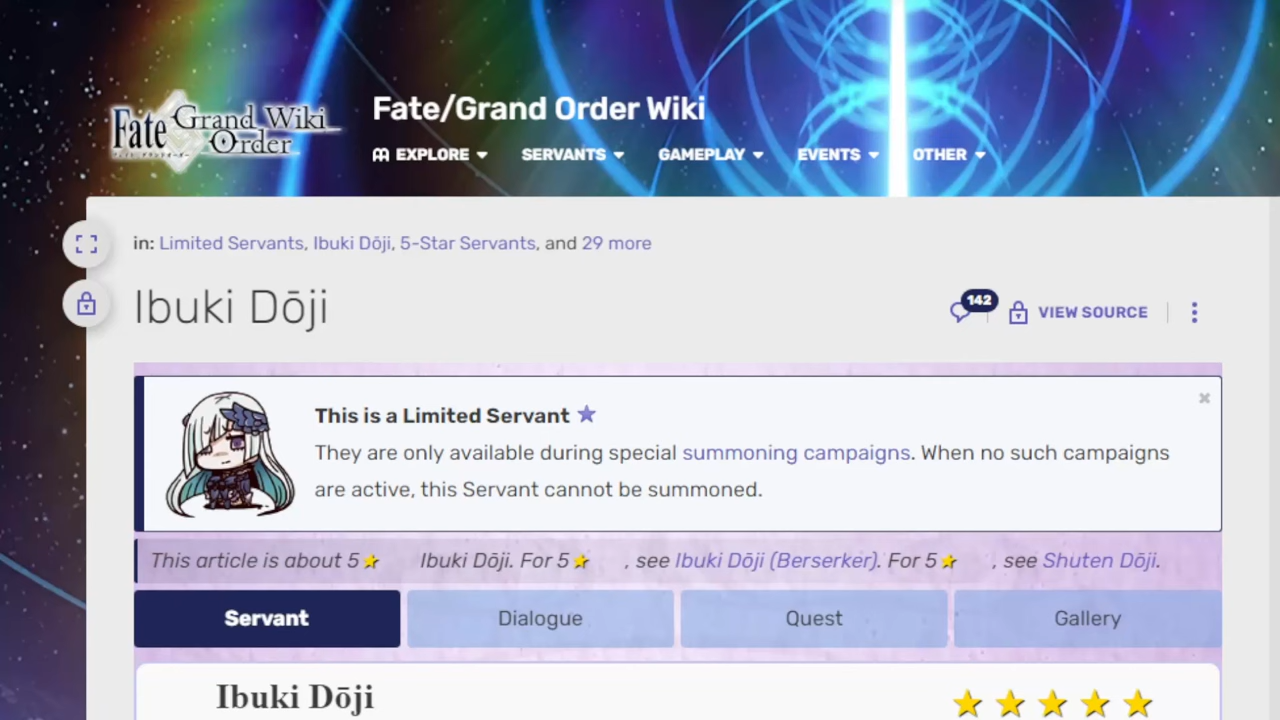 Fate Grand Wiki Order
Fate/Grand Order Wiki
EXPLORE SERVANTS GAMEPLAY EVENTS OTHER
in: Limited Servants, Ibuki Dōji, 5-Star Servants, and 29 more
Ibuki Dōji
142
VIEW SOURCE
This is a Limited Servant
They are only available during special summoning campaigns. When no such campaigns
are active, this Servant cannot be summoned.
This article is about 5⭐ Ibuki Dōji. For 5⭐ , see Ibuki Dōji (Berserker). For 5⭐ , see Shuten Dōji.
Servant Dialogue Quest Gallery
Ibuki Dōji